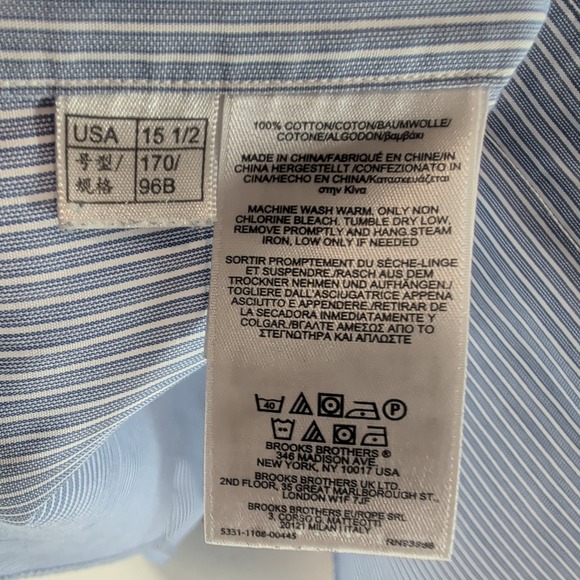 USA 15 1/2
号型/ 170/
规格 96B
100% COTTON/COTON/BAUMWOLLE/
COTONE/ALGODON/βαμβάκι
MADE IN CHINA/FABRIQUÉ EN CHINE/IN
CHINA HERGESTELLT /CONFEZIONATO IN
CINA/HECHO EN CHINA/Κατασκευάζεται
στην Κίνα
MACHINE WASH WARM. ONLY NON
CHLORINE BLEACH. TUMBLE DRY LOW.
REMOVE PROMPTLY AND HANG. STEAM
IRON, LOW ONLY IF NEEDED
SORTIR PROMPTEMENT DU SÈCHE-LINGE
ET SUSPENDRE./RASCH AUS DEM
TROCKNER NEHMEN UND AUFHÄNGEN./
TOGLIERE DALL'ASCIUGATRICE APPENA
ASCIUTTO E APPENDERE./RETIRAR DE
LA SECADORA INMEDIATAMENTE Y
COLGAR./ΒΓΑΛΤΕ ΑΜΕΣΩΣ ΑΠΟ ΤΟ
ΣΤΕΓΝΩΤΗΡΑ ΚΑΙ ΑΠΛΩΣΤΕ
40 P
BROOKS BROTHERS ®
346 MADISON AVE.
NEW YORK, NY 10017 USA
BROOKS BROTHERS UK LTD.
2ND FLOOR, 35 GREAT MARLBOROUGH ST.,
LONDON W1F 7JE
BROOKS BROTHERS EUROPE SRL
3, CORSO G. MATTEOTTI
20121 MILAN ITALY
5331-1108-00445